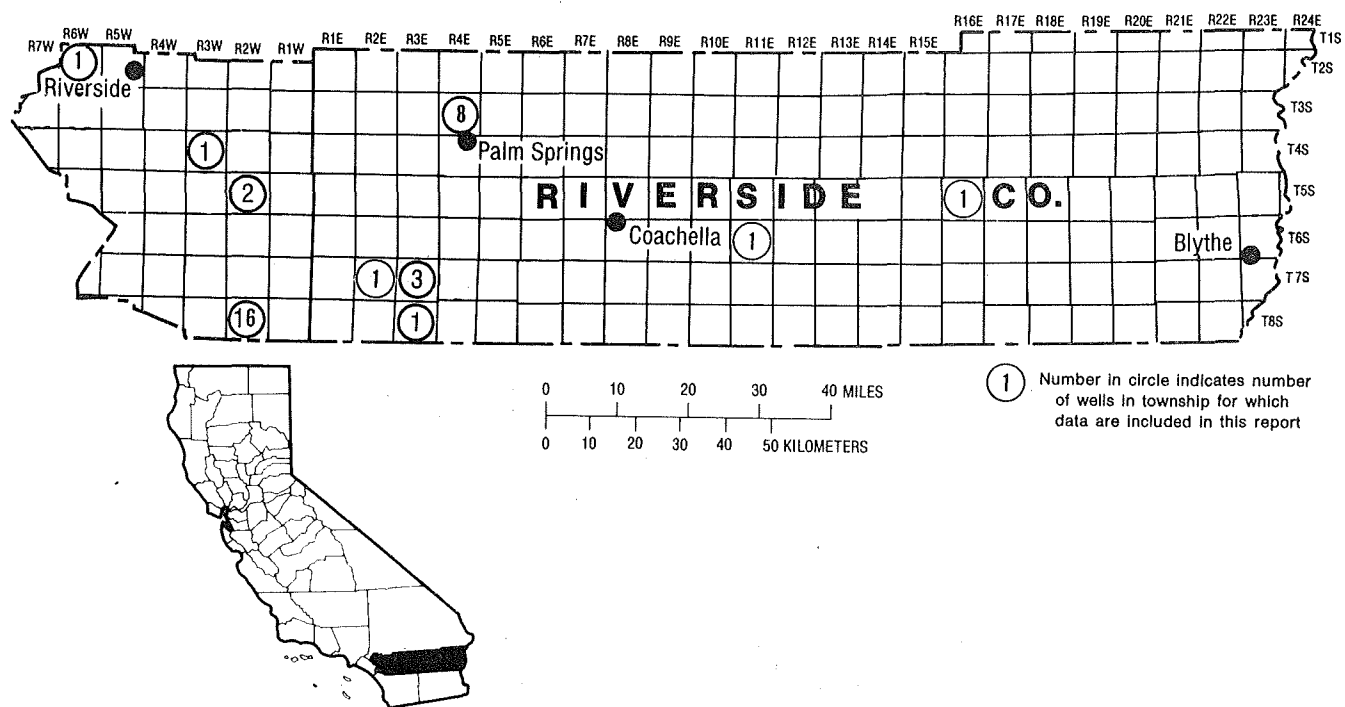 R7W R6W R5W R4W R3W R2W R1W R1E R2E R3E R4E R5E R6E R7E R8E R9E R10E R11E R12E R13E R14E R15E R16E R17E R18E R19E R20E R21E R22E R23E R24E
T1S
1
T2S
Riverside
8
T3S
1
Palm Springs
T4S
2
RIVERSIDE 1 CO.
T5S
Coachella
1
T6S
Blythe
1 3
T7S
16
1
T8S
0 10 20 30 40 MILES
0 10 20 30 40 50 KILOMETERS
1 Number in circle indicates number
of wells in township for which
data are included in this report